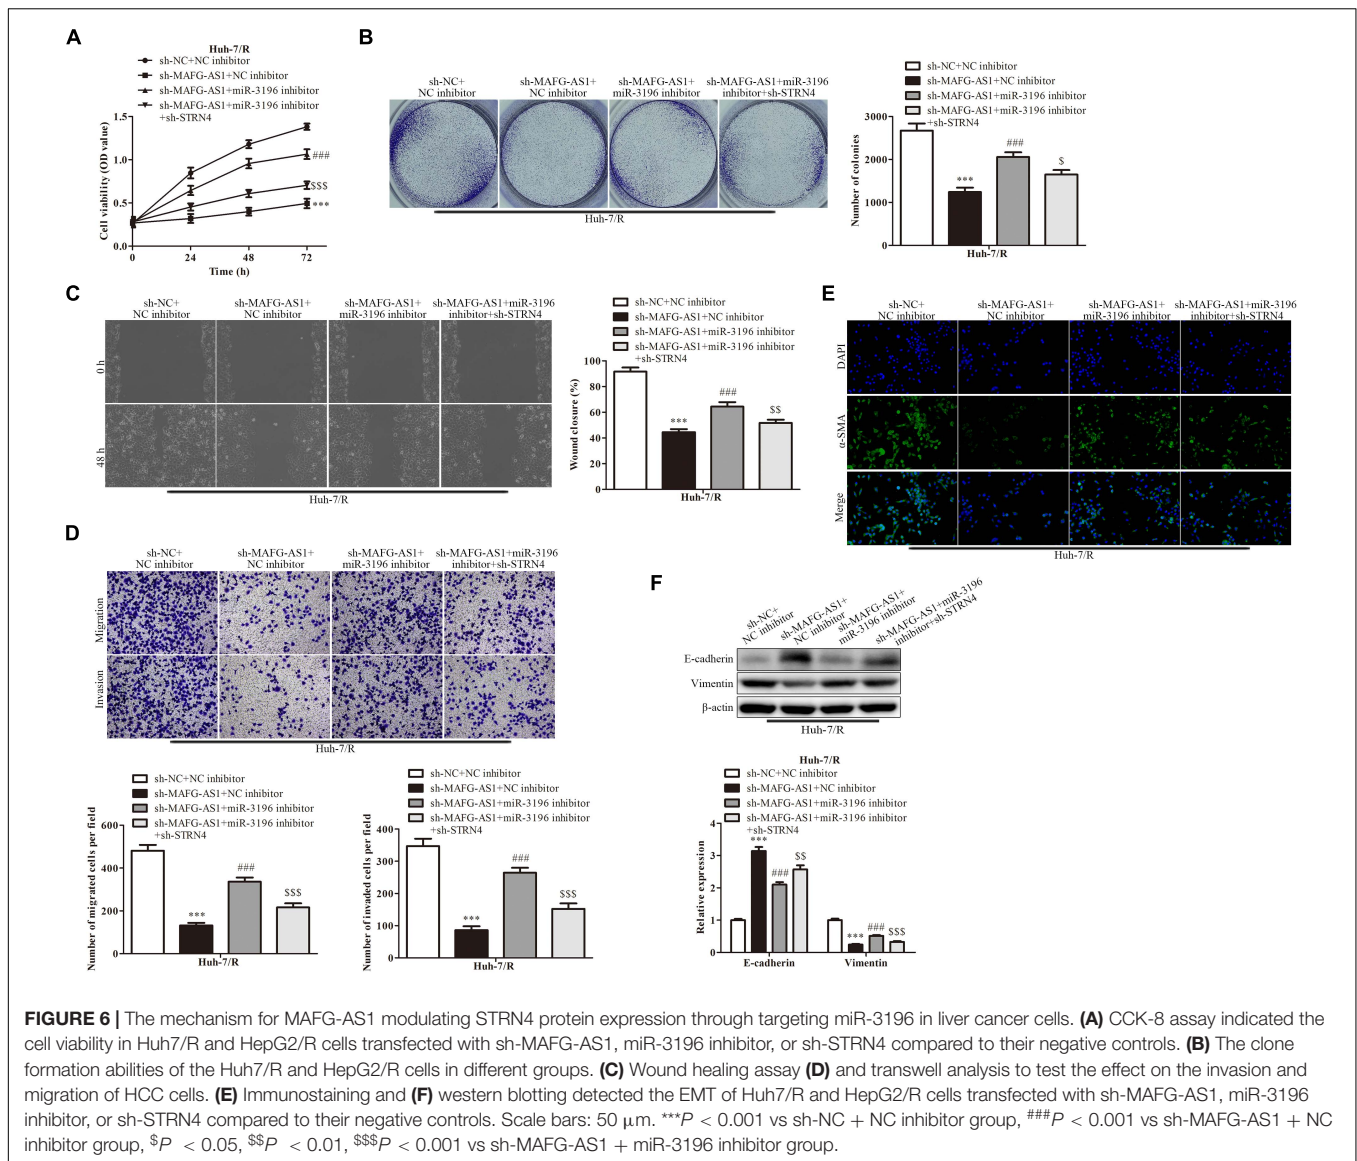 A
Huh-7/R
sh-NC+NC inhibitor
sh-MAFG-AS1+NC inhibitor
sh-MAFG-AS1+miR-3196 inhibitor
sh-MAFG-AS1+miR-3196 inhibitor
+sh-STRN4
Cell viability (OD value)
1.5
1.0
0.5
0.0
###
$$$
***
0 24 48 72
Time (h)
B
sh-NC+
NC inhibitor
sh-MAFG-AS1+
NC inhibitor
sh-MAFG-AS1+
miR-3196 inhibitor
sh-MAFG-AS1+miR-3196
inhibitor+sh-STRN4
Huh-7/R
sh-NC+NC inhibitor
sh-MAFG-AS1+NC inhibitor
sh-MAFG-AS1+miR-3196 inhibitor
sh-MAFG-AS1+miR-3196 inhibitor
+sh-STRN4
Number of colonies
3000
2000
1000
0
***
###
$
Huh-7/R
C
sh-NC+
NC inhibitor
sh-MAFG-AS1+
NC inhibitor
sh-MAFG-AS1+
miR-3196 inhibitor
sh-MAFG-AS1+miR-3196
inhibitor+sh-STRN4
0 h
48 h
Huh-7/R
sh-NC+NC inhibitor
sh-MAFG-AS1+NC inhibitor
sh-MAFG-AS1+miR-3196 inhibitor
sh-MAFG-AS1+miR-3196 inhibitor
+sh-STRN4
Wound closure (%)
100
80
60
40
20
0
***
###
$$
Huh-7/R
E
sh-NC+
NC inhibitor
sh-MAFG-AS1+
NC inhibitor
sh-MAFG-AS1+
miR-3196 inhibitor
sh-MAFG-AS1+miR-3196
inhibitor+sh-STRN4
DAPI
α-SMA
Merge
Huh-7/R
D
sh-NC+
NC inhibitor
sh-MAFG-AS1+
NC inhibitor
sh-MAFG-AS1+
miR-3196 inhibitor
sh-MAFG-AS1+miR-3196
inhibitor+sh-STRN4
Migration
Invasion
Huh-7/R
sh-NC+NC inhibitor
sh-MAFG-AS1+NC inhibitor
sh-MAFG-AS1+miR-3196 inhibitor
sh-MAFG-AS1+miR-3196 inhibitor
+sh-STRN4
Number of migrated cells per field
600
400
200
0
***
###
$$$
Huh-7/R
sh-NC+NC inhibitor
sh-MAFG-AS1+NC inhibitor
sh-MAFG-AS1+miR-3196 inhibitor
sh-MAFG-AS1+miR-3196 inhibitor
+sh-STRN4
Number of invaded cells per field
400
300
200
100
0
***
###
$$$
Huh-7/R
F
sh-NC+
NC inhibitor
sh-MAFG-AS1+
NC inhibitor
sh-MAFG-AS1+
miR-3196 inhibitor
sh-MAFG-AS1+miR-3196
inhibitor+sh-STRN4
E-cadherin
Vimentin
β-actin
Huh-7/R
Huh-7/R
sh-NC+NC inhibitor
sh-MAFG-AS1+NC inhibitor
sh-MAFG-AS1+miR-3196 inhibitor
sh-MAFG-AS1+miR-3196 inhibitor
+sh-STRN4
Relative expression
4
3
2
1
0
***
###
$$
***
###
$$$
E-cadherin Vimentin
FIGURE 6 | The mechanism for MAFG-AS1 modulating STRN4 protein expression through targeting miR-3196 in liver cancer cells. (A) CCK-8 assay indicated the
cell viability in Huh7/R and HepG2/R cells transfected with sh-MAFG-AS1, miR-3196 inhibitor, or sh-STRN4 compared to their negative controls. (B) The clone
formation abilities of the Huh7/R and HepG2/R cells in different groups. (C) Wound healing assay (D) and transwell analysis to test the effect on the invasion and
migration of HCC cells. (E) Immunostaining and (F) western blotting detected the EMT of Huh7/R and HepG2/R cells transfected with sh-MAFG-AS1, miR-3196
inhibitor, or sh-STRN4 compared to their negative controls. Scale bars: 50 μm. ***P < 0.001 vs sh-NC + NC inhibitor group, ###P < 0.001 vs sh-MAFG-AS1 + NC
inhibitor group, $P < 0.05, $$P < 0.01, $$$P < 0.001 vs sh-MAFG-AS1 + miR-3196 inhibitor group.